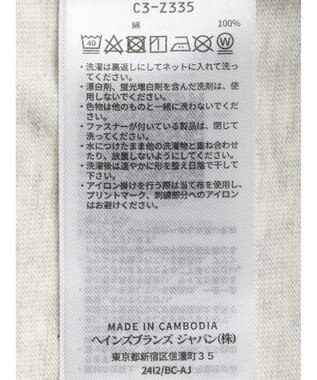 C3-Z335
綿 100%
40
・洗濯は裏返しにしてネットに入れて洗っ
てください。
・漂白剤、蛍光増白剤を含んだ洗剤は、使
用しないでください。
・色物は他のものと一緒に洗わないでくだ
さい。
・ファスナーが付いている製品は、閉じて洗
ってください。
・水につけたまま他の洗濯物と重ね合わせ
たり、放置しないようにしてください。
・洗濯後は速やかに形を整え日陰で干して
下さい。
・アイロン掛けを行う際は当て布を使用し、
プリントマーク、刺繍部分へのアイロン
はお避けください。
MADE IN CAMBODIA
ヘインズブランズ ジャパン(株)
東京都新宿区信濃町35
2412/BC-AJ